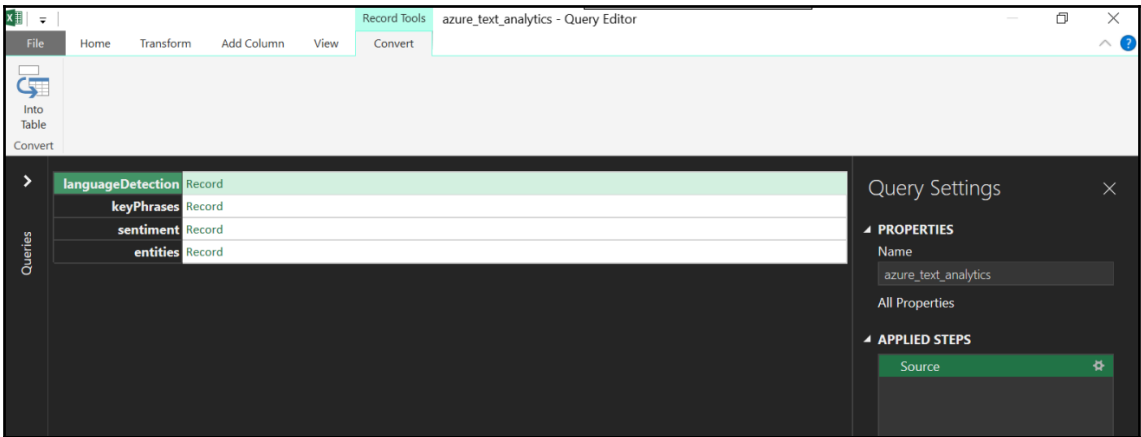 Record Tools azure_text_analytics - Query Editor
File Home Transform Add Column View Convert
?
Into
Table
Convert
languageDetection Record
keyPhrases Record
sentiment Record
entities Record
Queries
Query Settings
PROPERTIES
Name
azure_text_analytics
All Properties
APPLIED STEPS
Source